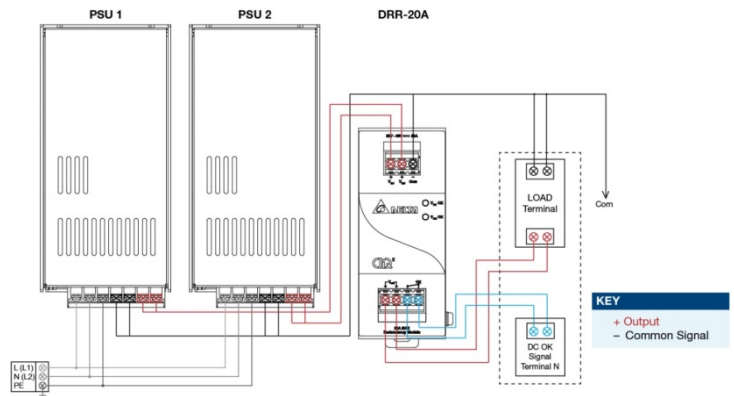 PSU 1
PSU 2
DRR-20A
DELTA
LOAD
Terminal
Com
KEY
+ Output
– Common Signal
DC OK
Signal
Terminal N
L (L1)
N (L2)
PE